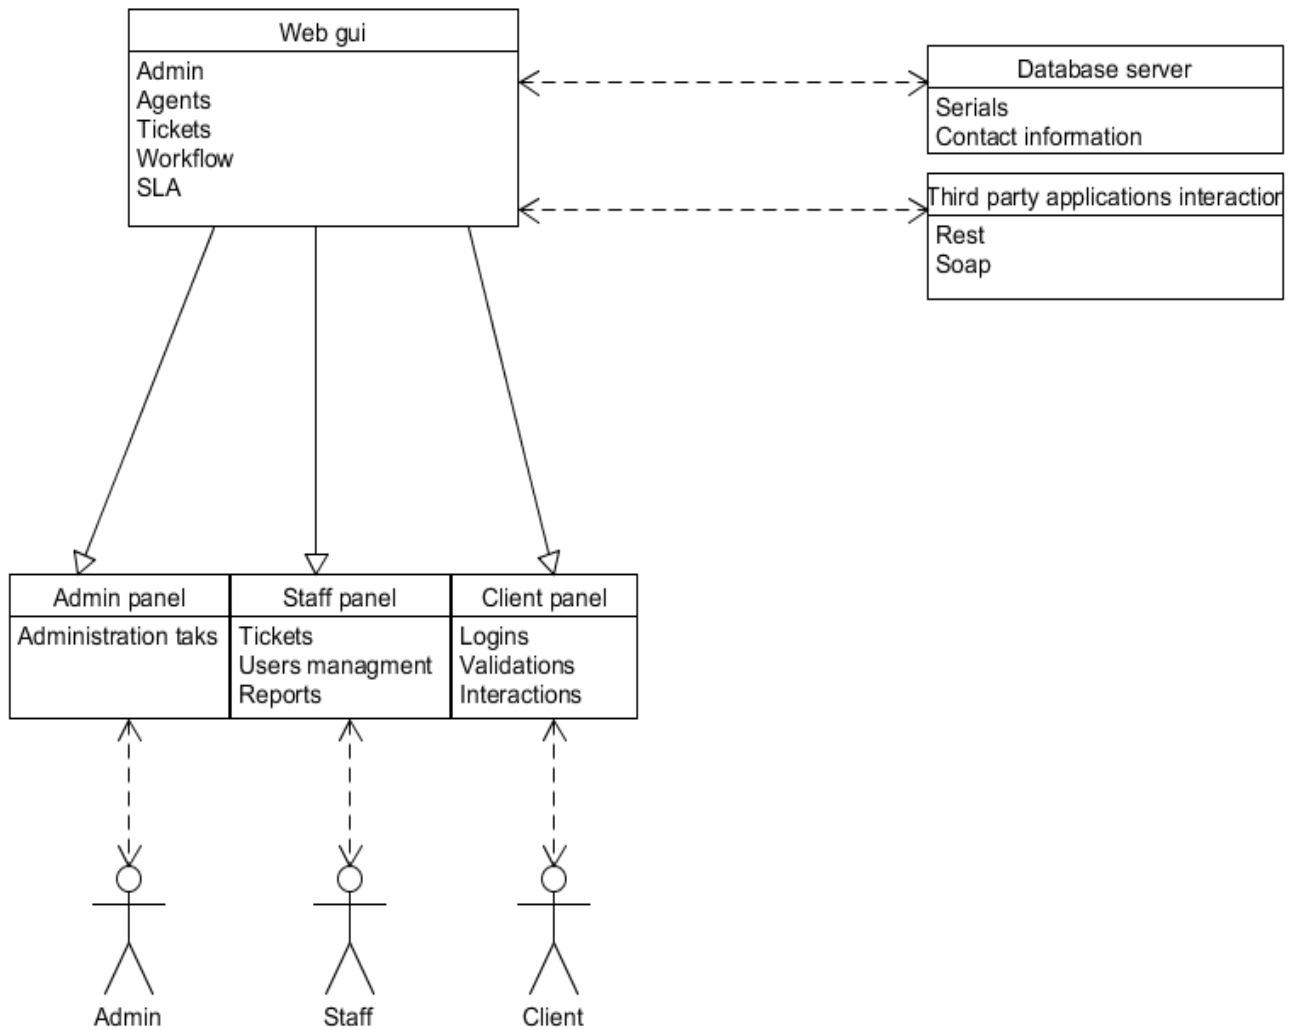 Web gui
Admin
Agents
Tickets
Workflow
SLA
Database server
Serials
Contact information
Third party applications interaction
Rest
Soap
Admin panel
Administration taks
Staff panel
Tickets
Users managment
Reports
Client panel
Logins
Validations
Interactions
Admin
Staff
Client